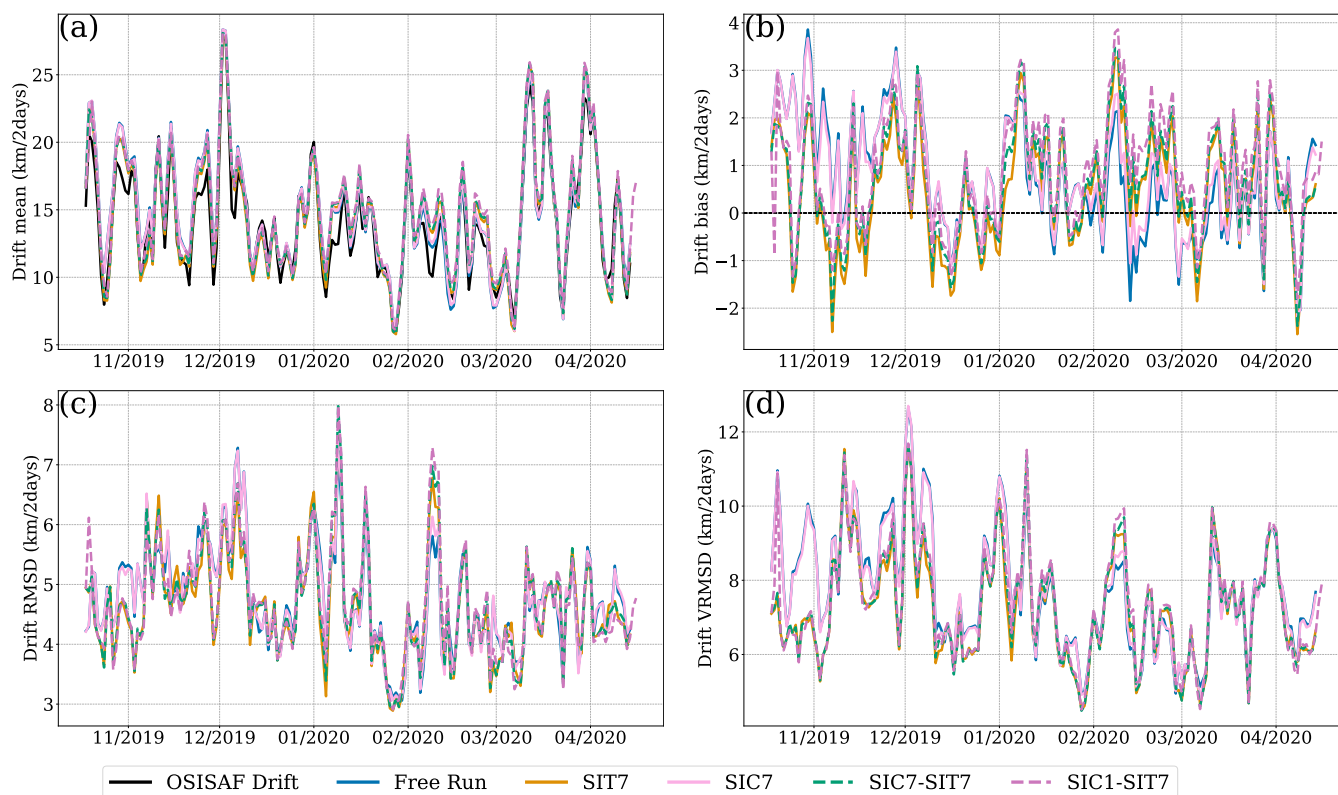 (a)
(b)
Drift mean (km/2days)
25
20
15
10
5
11/2019 12/2019 01/2020 02/2020 03/2020 04/2020
Drift bias (km/2days)
4
3
2
1
0
−1
−2
11/2019 12/2019 01/2020 02/2020 03/2020 04/2020
(c)
(d)
Drift RMSD (km/2days)
8
7
6
5
4
3
11/2019 12/2019 01/2020 02/2020 03/2020 04/2020
Drift VRMSD (km/2days)
12
10
8
6
11/2019 12/2019 01/2020 02/2020 03/2020 04/2020
OSISAF Drift Free Run SIT7 SIC7 SIC7-SIT7 SIC1-SIT7